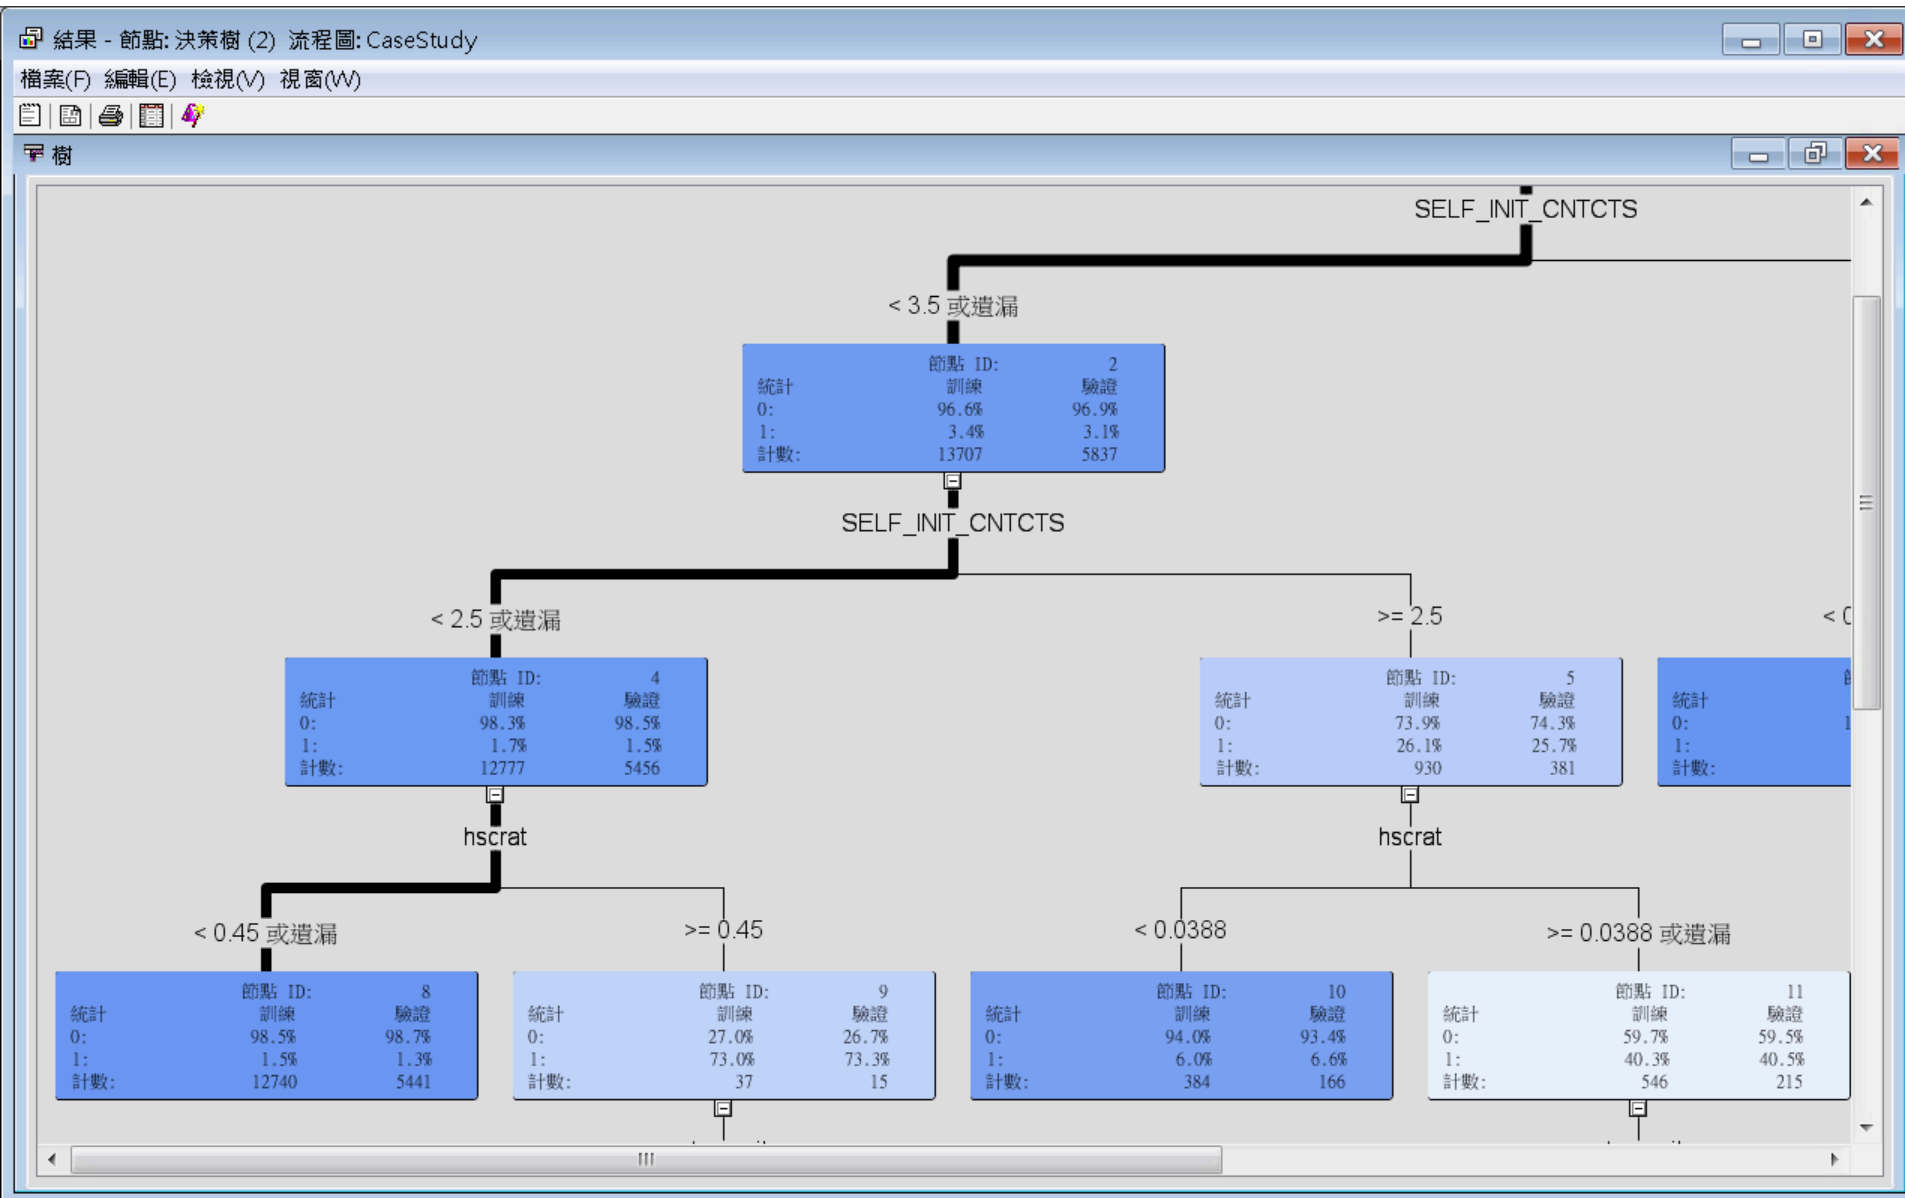 結果 - 節點: 決策樹 (2) 流程圖: CaseStudy
檔案(F) 編輯(E) 檢視(V) 視窗(W)
樹
SELF_INIT_CNTCTS
< 3.5 或遺漏
節點 ID: 2
統計 訓練 驗證
0: 96.6% 96.9%
1: 3.4% 3.1%
計數: 13707 5837
SELF_INIT_CNTCTS
< 2.5 或遺漏
>= 2.5
節點 ID: 4
統計 訓練 驗證
0: 98.3% 98.5%
1: 1.7% 1.5%
計數: 12777 5456
節點 ID: 5
統計 訓練 驗證
0: 73.9% 74.3%
1: 26.1% 25.7%
計數: 930 381
統計
0:
1:
計數:
hscrat
hscrat
< 0.45 或遺漏
>= 0.45
< 0.0388
>= 0.0388 或遺漏
節點 ID: 8
統計 訓練 驗證
0: 98.5% 98.7%
1: 1.5% 1.3%
計數: 12740 5441
節點 ID: 9
統計 訓練 驗證
0: 27.0% 26.7%
1: 73.0% 73.3%
計數: 37 15
節點 ID: 10
統計 訓練 驗證
0: 94.0% 93.4%
1: 6.0% 6.6%
計數: 384 166
節點 ID: 11
統計 訓練 驗證
0: 59.7% 59.5%
1: 40.3% 40.5%
計數: 546 215